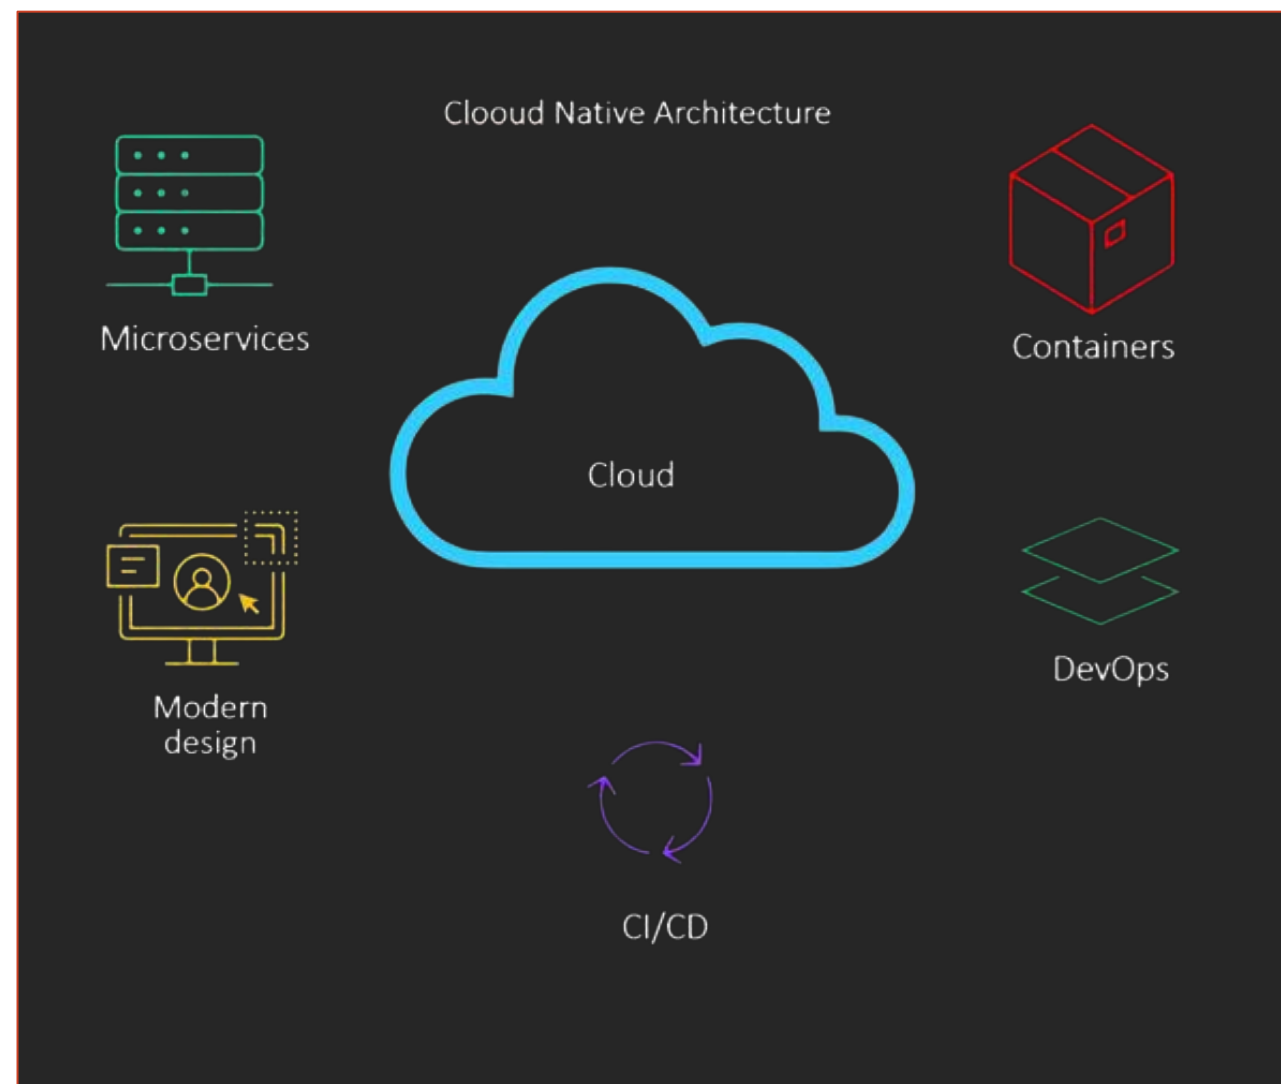 Clooud Native Architecture
Microservices
Containers
Cloud
DevOps
Modern
design
CI/CD